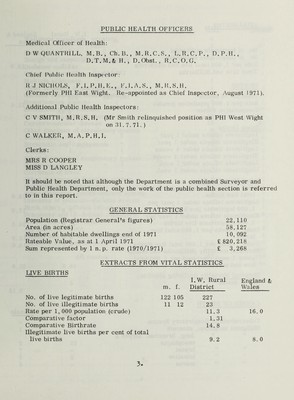 PUBLIC HEALTH OFFICERS
Medical Officer of Health:
D W QUANTRILL, M.B., Ch.B., M.R.C.S., L.R.C.P., D.P.H.,
D.T.M.& H., D.Obst., R.C.O.G.
Chief Public Health Inspector:
R J NICHOLS, F.I.P.H.E., F.I.A.S., M.R.S.H.
(Formerly PHI East Wight. Re-appointed as Chief Inspector, August 1971).
Additional Public Health Inspectors:
C V SMITH, M.R.S.H. (Mr Smith relinquished position as PHI West Wight
on 31.7.71.)
C WALKER, M.A.P.H.I.
Clerks:
MRS R COOPER
MISS D LANGLEY
It should be noted that although the Department is a combined Surveyor and
Public Health Department, only the work of the public health section is referred
to in this report.
GENERAL STATISTICS
Population (Registrar General's figures) 22,110
Area (in acres) 58,127
Number of habitable dwellings end of 1971 10,092
Rateable Value, as at 1 April 1971 £820,218
Sum represented by 1 n.p. rate (1970/1971) £ 3,268
EXTRACTS FROM VITAL STATISTICS
LIVE BIRTHS
I.W. Rural England &
m. f. District Wales
No. of live legitimate births 122 105 227
No. of live illegitimate births 11 12 23
Rate per 1,000 population (crude) 11.3 16.0
Comparative factor 1.31
Comparative Birthrate 14.8
Illegitimate live births per cent of total
live births 9.2 8.0
3.